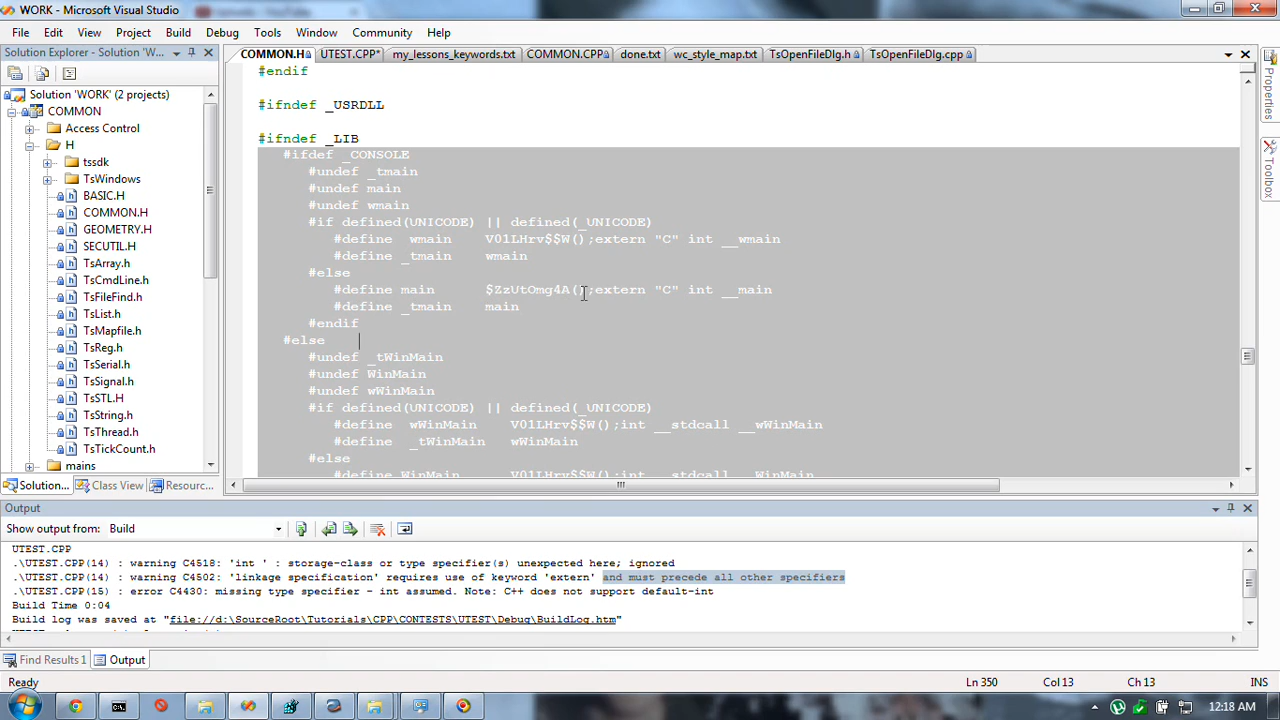 WORK - Microsoft Visual Studio
File Edit View Project Build Debug Tools Window Community Help
Solution Explorer - Solution 'W...
COMMON.H UTEST.CPP* my_lessons_keywords.txt COMMON.CPP done.txt wc_style_map.txt TsOpenFileDlg.h TsOpenFileDlg.cpp
Solution 'WORK' (2 projects)
COMMON
Access Control
H
tssdk
TsWindows
BASIC.H
COMMON.H
GEOMETRY.H
SECUTIL.H
TsArray.h
TsCmdLine.h
TsFileFind.h
TsList.h
TsMapfile.h
TsReg.h
TsSerial.h
TsSignal.h
TsSTL.h
TsString.h
TsThread.h
TsTickCount.h
mains
Solution... Class View Resourc...
#endif
#ifndef _USRDLL
#ifndef _LIB
#ifdef _CONSOLE
#undef _tmain
#undef main
#undef wmain
#if defined(UNICODE) || defined(_UNICODE)
#define wmain V01LHrv$$W();extern "C" int __wmain
#define _tmain wmain
#else
#define main $ZzUtOmg4A();extern "C" int __main
#define _tmain main
#endif
#else
#undef _tWinMain
#undef WinMain
#undef wWinMain
#if defined(UNICODE) || defined(_UNICODE)
#define wWinMain V01LHrv$$W();int __stdcall __wWinMain
#define _tWinMain wWinMain
#else
#define WinMain V01LHrv$$W();int __stdcall __WinMain
Properties
Toolbox
Output
Show output from: Build
UTEST.CPP
.\UTEST.CPP(14) : warning C4518: 'int ' : storage-class or type specifier(s) unexpected here; ignored
.\UTEST.CPP(14) : warning C4502: 'linkage specification' requires use of keyword 'extern' and must precede all other specifiers
.\UTEST.CPP(15) : error C4430: missing type specifier - int assumed. Note: C++ does not support default-int
Build Time 0:04
Build log was saved at "file://d:\SourceRoot\Tutorials\CPP\CONTESTS\UTEST\Debug\BuildLog.htm"
Find Results 1 Output
Ready Ln 350 Col 13 Ch 13 INS
12:18 AM